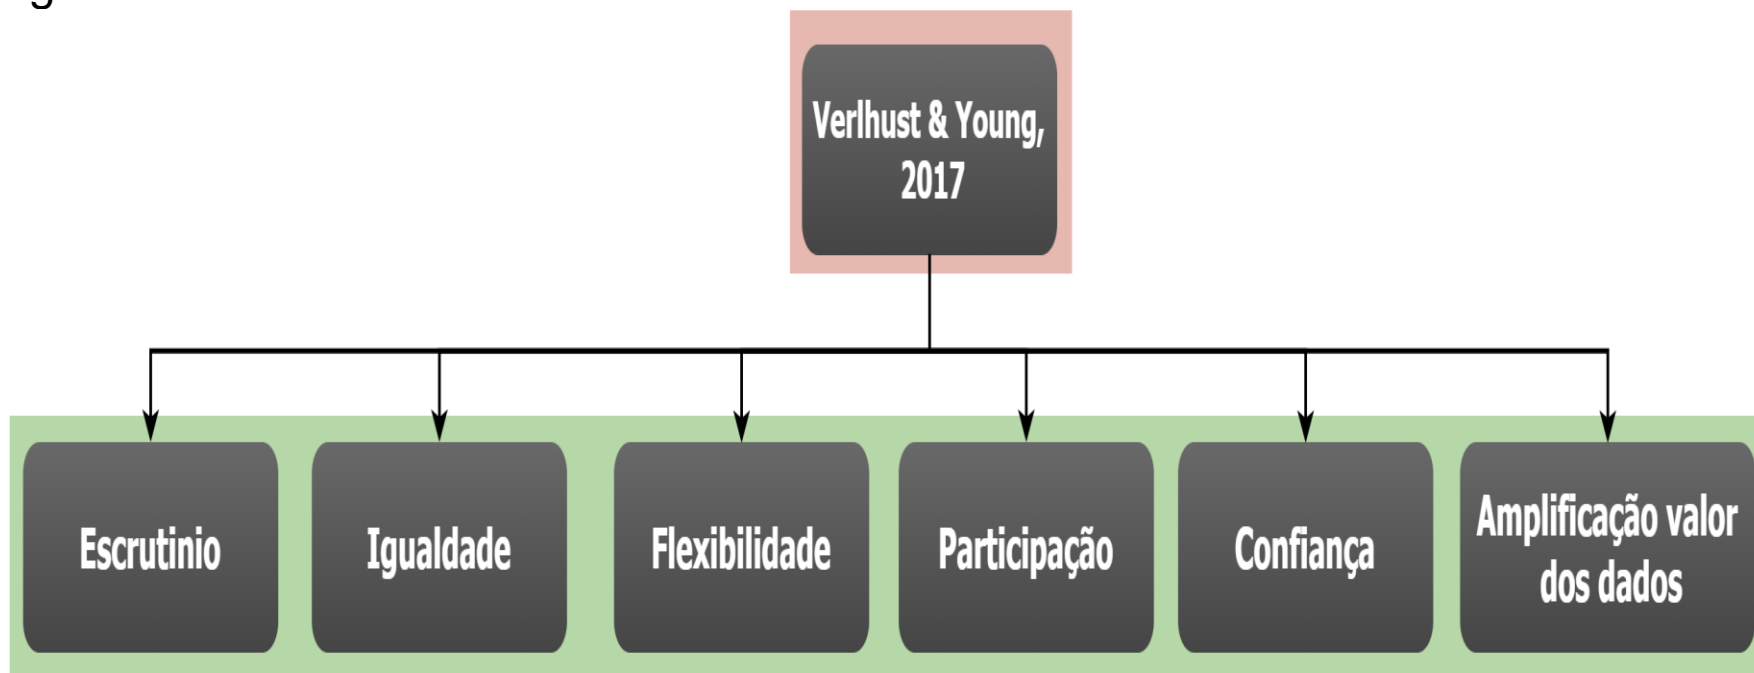 Verlhust & Young,
2017
Escrutinio
Igualdade
Flexibilidade
Participação
Confiança
Amplificação valor
dos dados